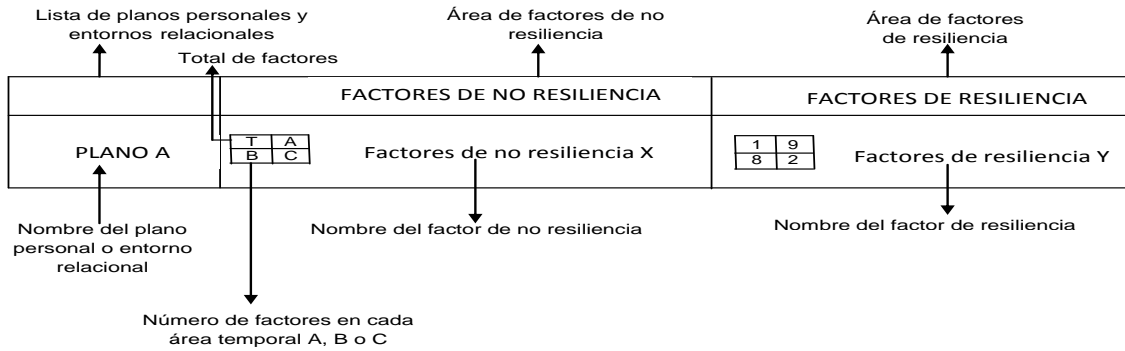 Lista de planos personales y
entornos relacionales
Total de factores
Área de factores de no
resiliencia
Área de factores
de resiliencia
FACTORES DE NO RESILIENCIA
FACTORES DE RESILIENCIA
PLANO A
T A
B C
Factores de no resiliencia X
1 9
8 2
Factores de resiliencia Y
Nombre del plano
personal o entorno
relacional
Nombre del factor de no resiliencia
Nombre del factor de resiliencia
Número de factores en cada
área temporal A, B o C